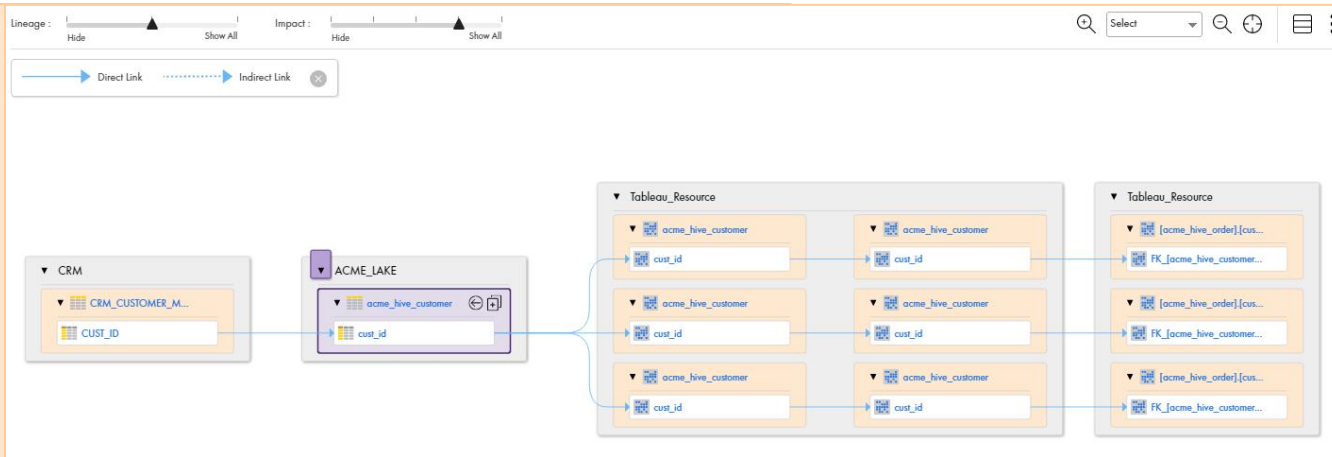 Lineage :
Hide
Show All
Impact :
Hide
Show All
Select
Direct Link
Indirect Link
CRM
CRM_CUSTOMER_M...
CUST_ID
ACME_LAKE
acme_hive_customer
cust_id
Tableau_Resource
acme_hive_customer
cust_id
acme_hive_customer
cust_id
acme_hive_customer
cust_id
acme_hive_customer
cust_id
acme_hive_customer
cust_id
acme_hive_customer
cust_id
Tableau_Resource
[acme_hive_order].[cus...
FK_[acme_hive_customer...
[acme_hive_order].[cus...
FK_[acme_hive_customer...
[acme_hive_order].[cus...
FK_[acme_hive_customer...